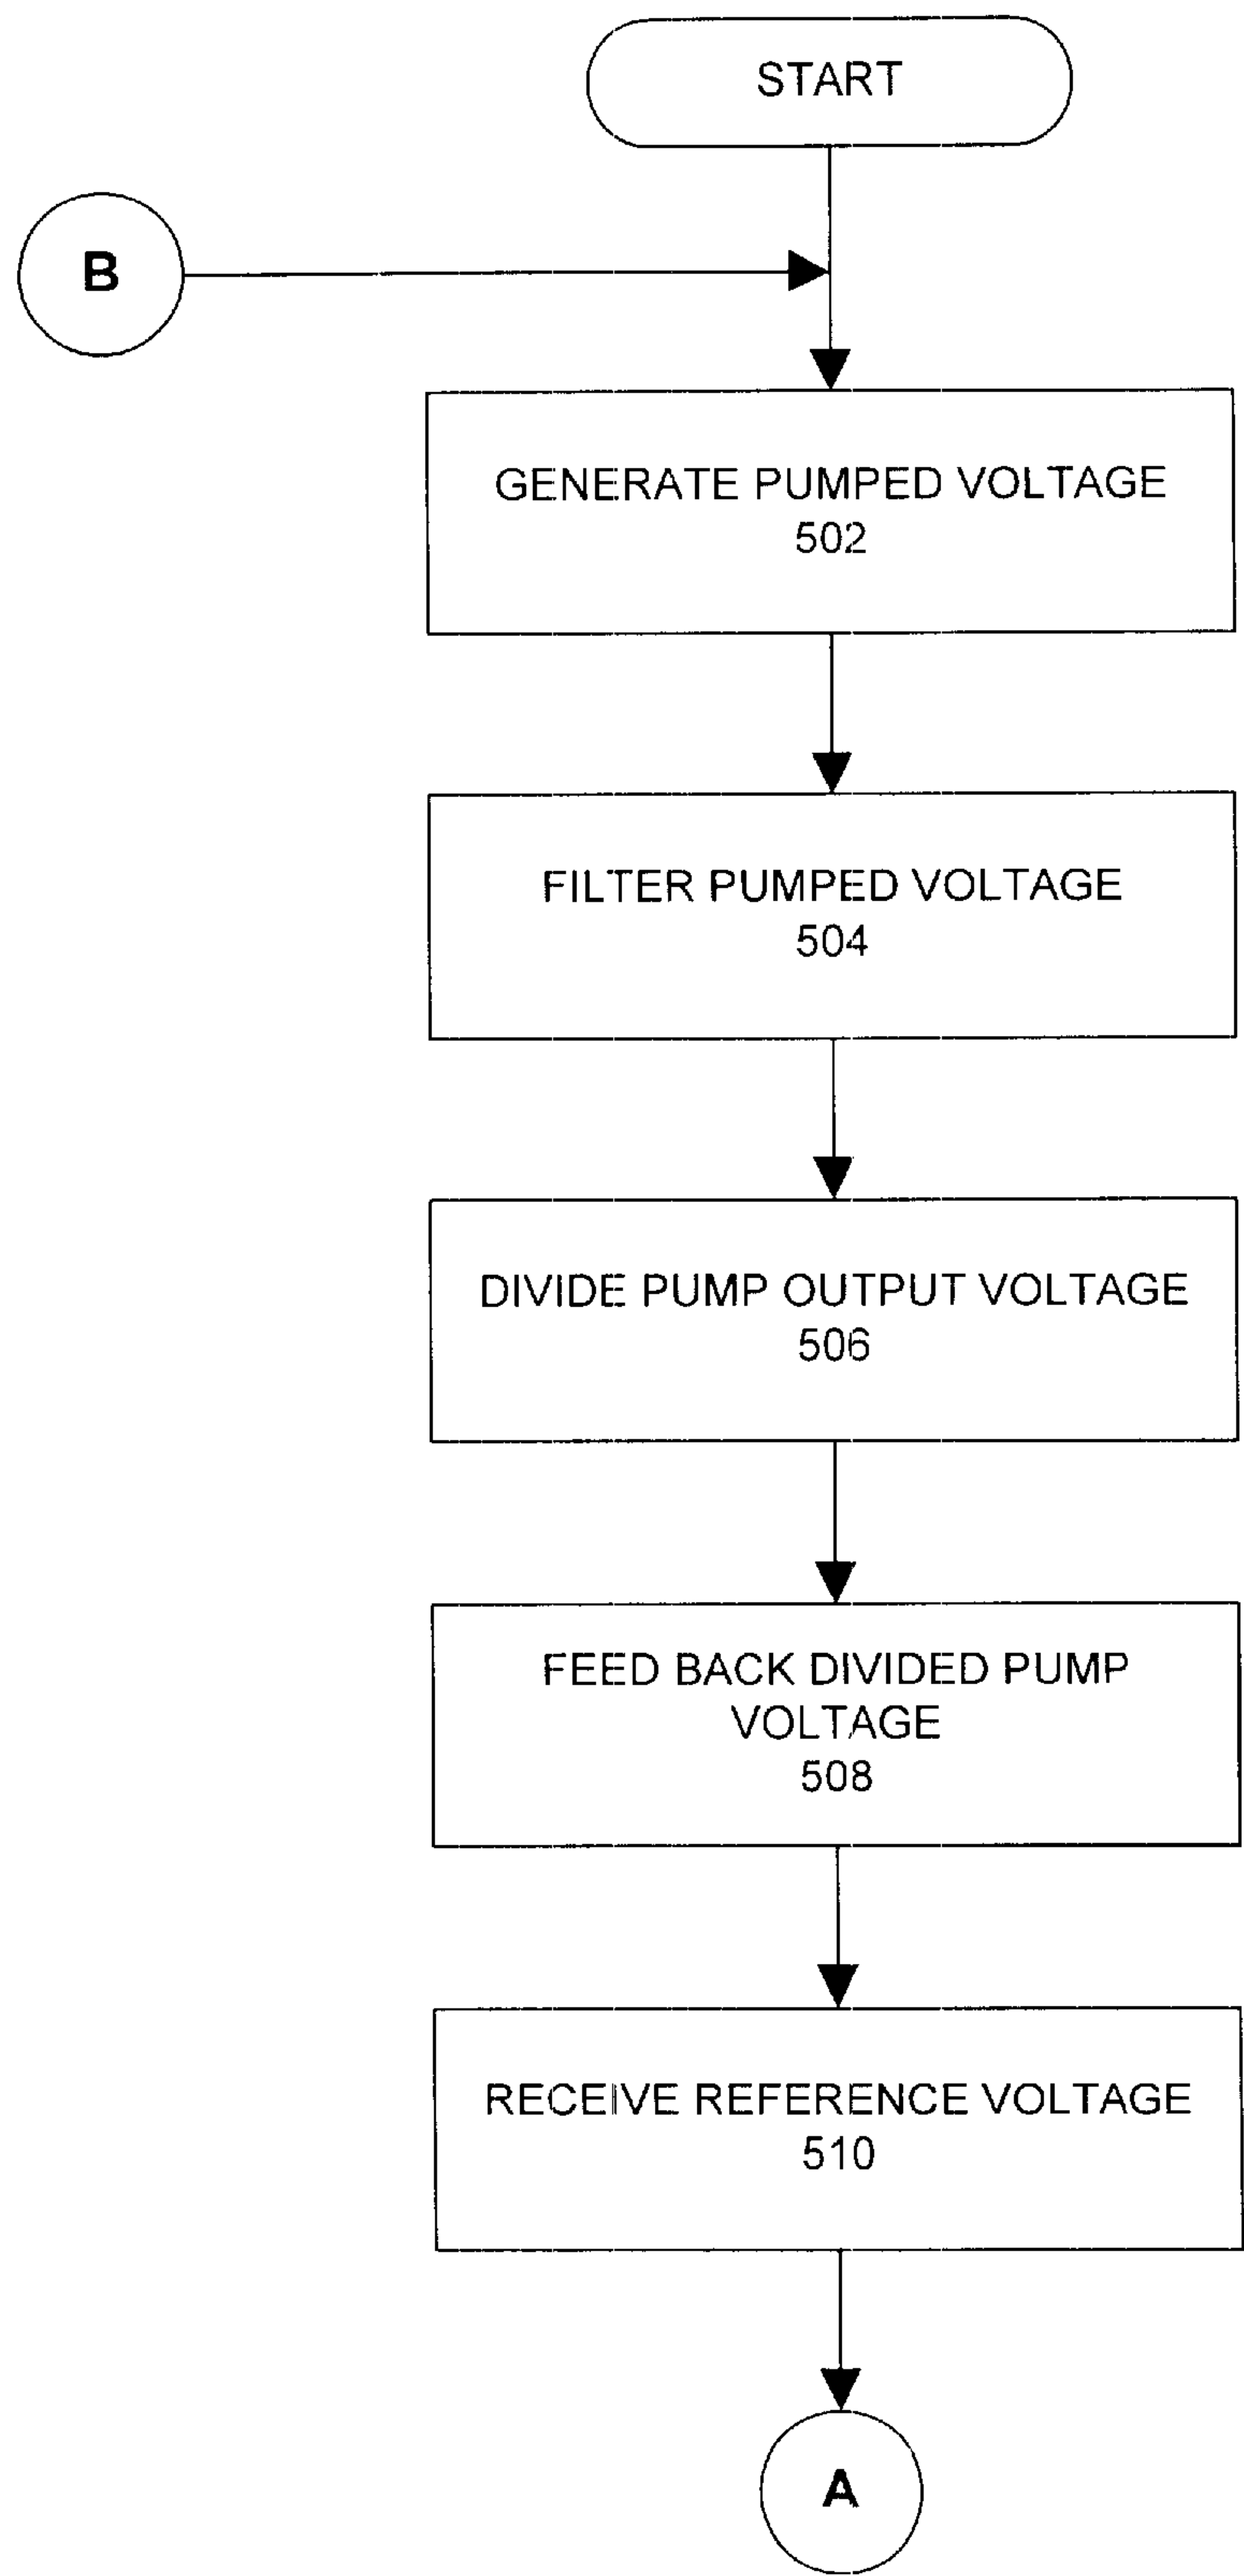 START
B
GENERATE PUMPED VOLTAGE
502
FILTER PUMPED VOLTAGE
504
DIVIDE PUMP OUTPUT VOLTAGE
506
FEED BACK DIVIDED PUMP
VOLTAGE
508
RECEIVE REFERENCE VOLTAGE
510
A